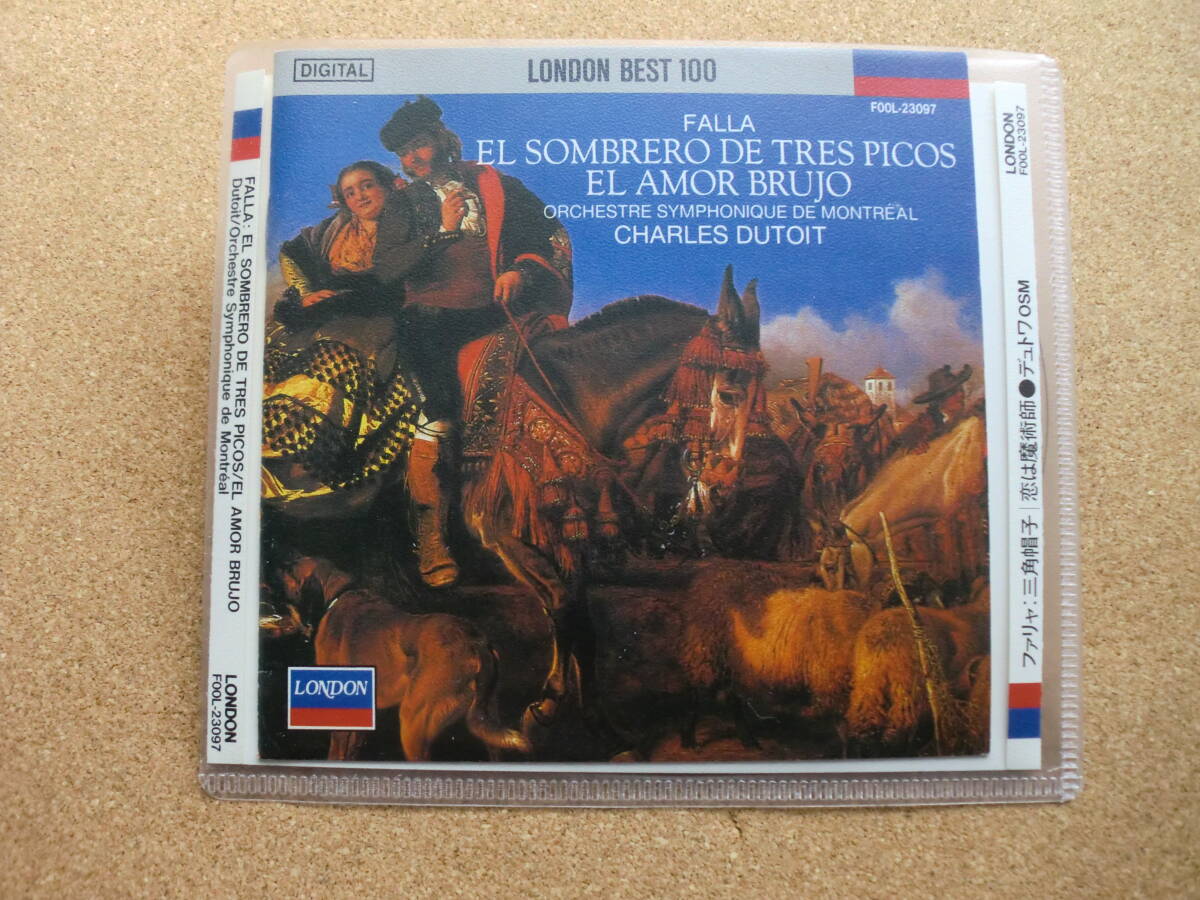 DIGITAL
LONDON BEST 100
F00L-23097
FALLA
EL SOMBRERO DE TRES PICOS
EL AMOR BRUJO
ORCHESTRE SYMPHONIQUE DE MONTRÉAL
CHARLES DUTOIT
LONDON
FALLA: EL SOMBRERO DE TRES PICOS/EL AMOR BRUJO
Dutoit/Orchestre Symphonique de Montréal
LONDON
F00L-23097
LONDON
F00L-23097
ファリャ:三角帽子|恋は魔術師●デュトワOSM